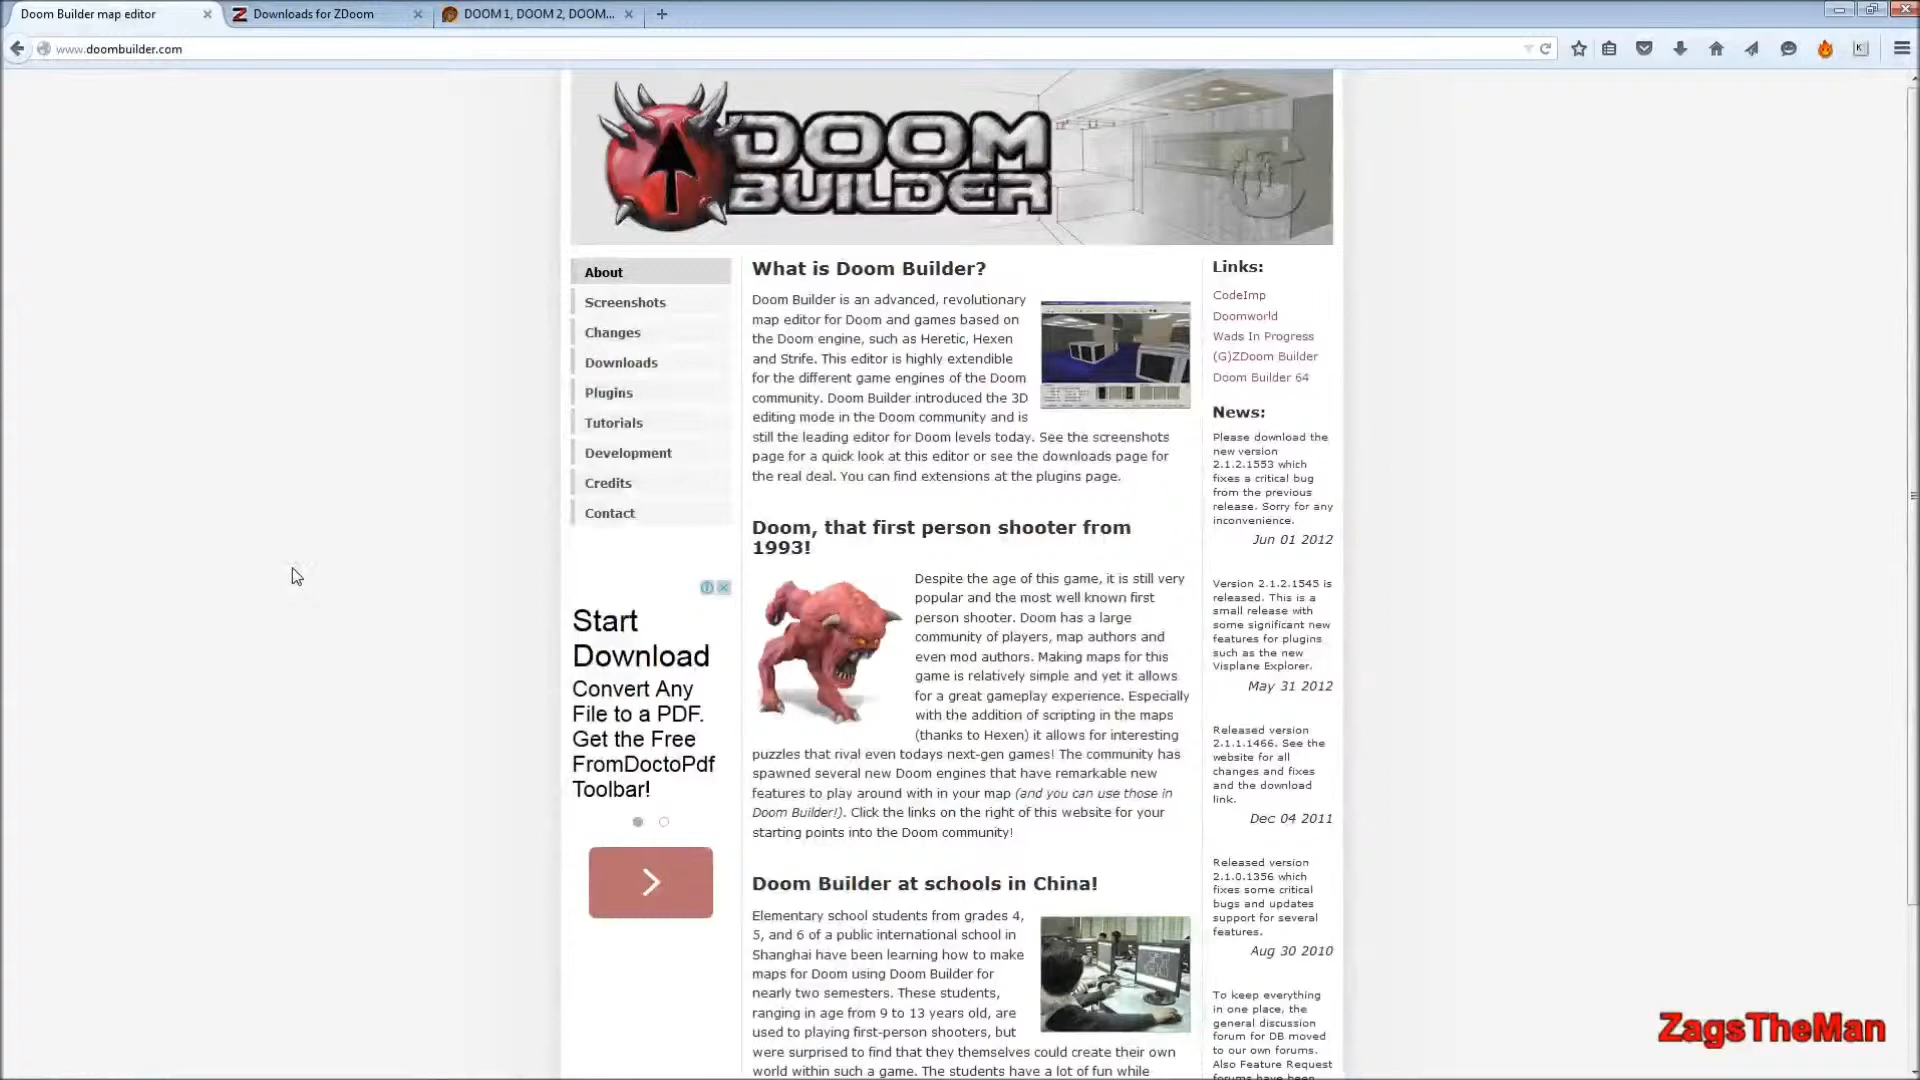 Doom Builder map editor
Downloads for ZDoom
DOOM 1, DOOM 2, DOOM...
www.doombuilder.com
DOOM
BUILDER
About
Screenshots
Changes
Downloads
Plugins
Tutorials
Development
Credits
Contact
Start
Download
Convert Any
File to a PDF.
Get the Free
FromDoctoPdf
Toolbar!
What is Doom Builder?
Doom Builder is an advanced, revolutionary
map editor for Doom and games based on
the Doom engine, such as Heretic, Hexen
and Strife. This editor is highly extendible
for the different game engines of the Doom
community. Doom Builder introduced the 3D
editing mode in the Doom community and is
still the leading editor for Doom levels today. See the screenshots
page for a quick look at this editor or see the downloads page for
the real deal. You can find extensions at the plugins page.
Doom, that first person shooter from
1993!
Despite the age of this game, it is still very
popular and the most well known first
person shooter. Doom has a large
community of players, map authors and
even mod authors. Making maps for this
game is relatively simple and yet it allows
for a great gameplay experience. Especially
with the addition of scripting in the maps
(thanks to Hexen) it allows for interesting
puzzles that rival even todays next-gen games! The community has
spawned several new Doom engines that have remarkable new
features to play around with in your map (and you can use those in
Doom Builder!). Click the links on the right of this website for your
starting points into the Doom community!
Doom Builder at schools in China!
Elementary school students from grades 4,
5, and 6 of a public international school in
Shanghai have been learning how to make
maps for Doom using Doom Builder for
nearly two semesters. These students,
ranging in age from 9 to 13 years old, are
used to playing first-person shooters, but
were surprised to find that they themselves could create their own
world within such a game. The students have a lot of fun while
Links:
CodeImp
Doomworld
Wads In Progress
(G)ZDoom Builder
Doom Builder 64
News:
Please download the
new version
2.1.2.1553 which
fixes a critical bug
from the previous
release. Sorry for any
inconvenience.
Jun 01 2012
Version 2.1.2.1545 is
released. This is a
small release with
some significant new
features for plugins
such as the new
Visplane Explorer.
May 31 2012
Released version
2.1.1.1466. See the
website for all
changes and fixes
and the download
link.
Dec 04 2011
Released version
2.1.0.1356 which
fixes some critical
bugs and updates
support for several
features.
Aug 30 2010
To keep everything
in one place, the
general discussion
forum for DB moved
to our own forums.
Also Feature Request
forums have been
ZagsTheMan